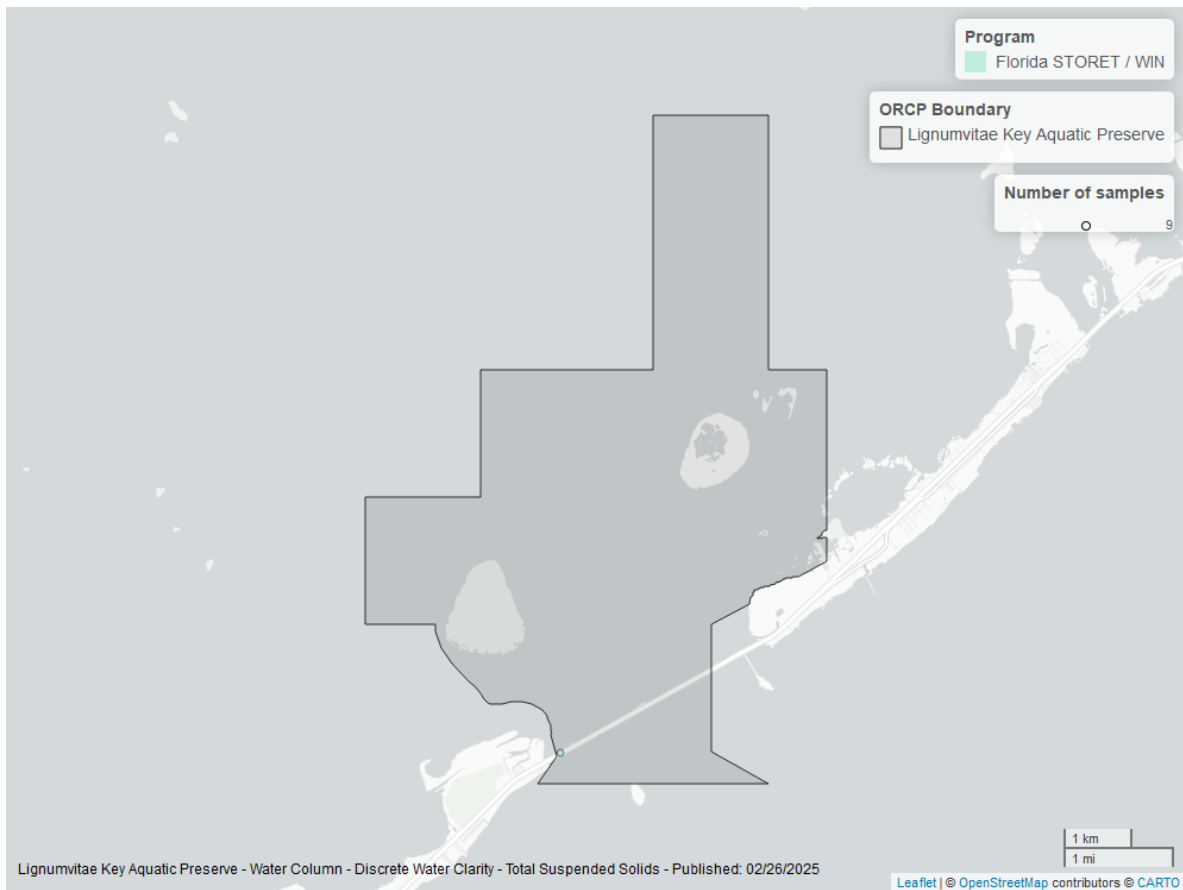 Program
Florida STORET / WIN
ORCP Boundary
Lignumvitae Key Aquatic Preserve
Number of samples
9
1 km
1 mi
Lignumvitae Key Aquatic Preserve - Water Column - Discrete Water Clarity - Total Suspended Solids - Published: 02/26/2025
Leaflet | © OpenStreetMap contributors © CARTO